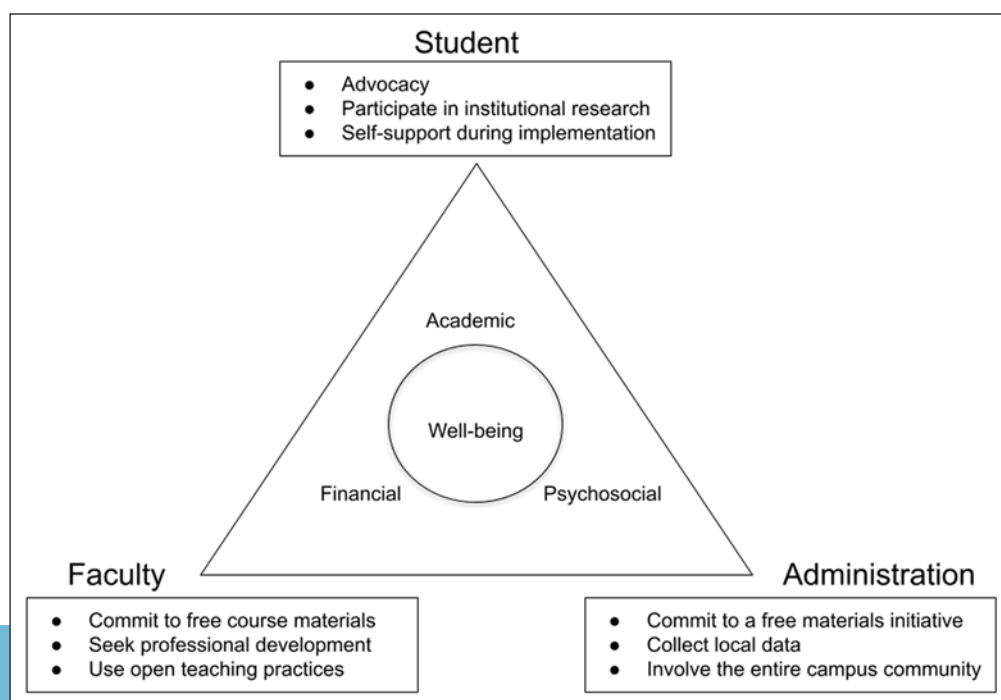 Student
● Advocacy
● Participate in institutional research
● Self-support during implementation
Academic
Well-being
Financial
Psychosocial
Faculty
● Commit to free course materials
● Seek professional development
● Use open teaching practices
Administration
● Commit to a free materials initiative
● Collect local data
● Involve the entire campus community